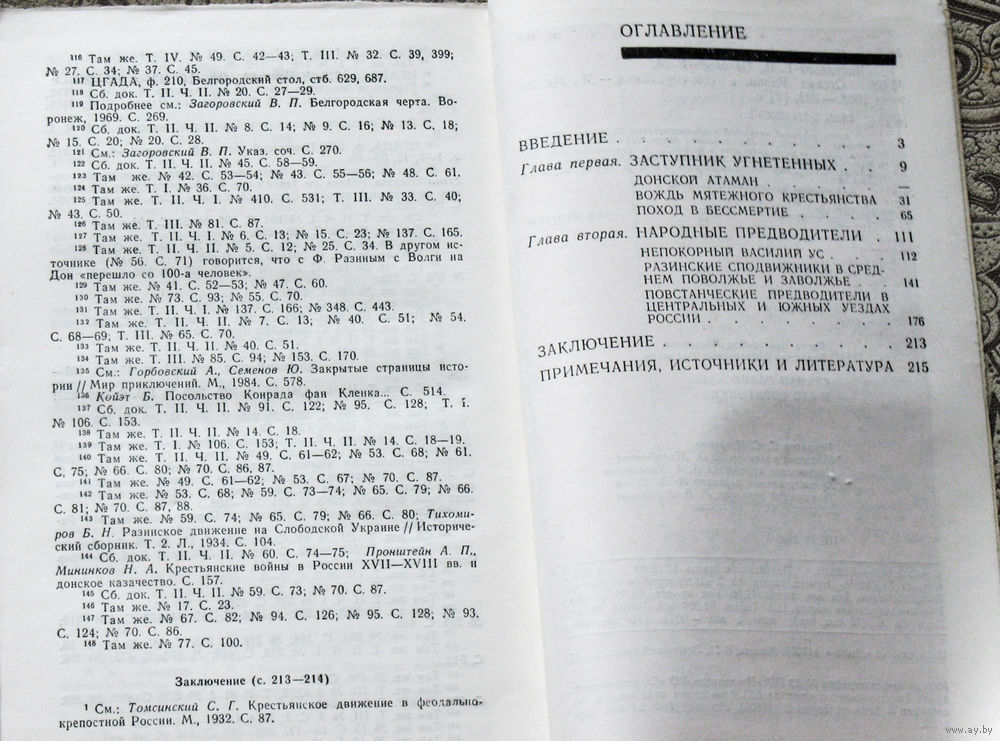 ¹¹⁶ Там же. Т. IV. № 49. С. 42—43; Т. III. № 32. С. 39, 399;
№ 27. С. 34; № 37. С. 45.
¹¹⁷ ЦГАДА, ф. 210, Белгородский стол, стб. 629, 687.
¹¹⁸ Сб. док. Т. II. Ч. II. № 20. С. 27—29.
¹¹⁹ Подробнее см.: Загоровский В. П. Белгородская черта. Во-
ронеж, 1969. С. 269.
¹²⁰ Сб. док. Т. II. Ч. II. № 8. С. 14; № 9. С. 16; № 13. С. 18;
№ 15. С. 20; № 20. С. 28.
¹²¹ См.: Загоровский В. П. Указ. соч. С. 270.
¹²² Сб. док. Т. II. Ч. II. № 45. С. 58—59.
¹²³ Там же. № 42. С. 53—54; № 43. С. 55—56; № 48. С. 61.
¹²⁴ Там же. Т. I. № 36. С. 70.
¹²⁵ Там же. Т. II. Ч. I. № 410. С. 531; Т. III. № 33. С. 40;
№ 43. С. 50.
¹²⁶ Там же. Т. III. № 81. С. 87.
¹²⁷ Там же. Т. II. Ч. I. № 6. С. 13; № 15. С. 23; № 137. С. 165.
¹²⁸ Там же. Т. II. Ч. II. № 5. С. 12; № 25. С. 34. В другом ис-
точнике (№ 56. С. 71) говорится, что с Ф. Разиным с Волги на
Дон «перешло со 100-а человек».
¹²⁹ Там же. № 41. С. 52—53; № 47. С. 60.
¹³⁰ Там же. № 73. С. 93; № 55. С. 70.
¹³¹ Там же. Т. II. Ч. I. № 137. С. 166; № 348. С. 443.
¹³² Там же. Т. II. Ч. II. № 7. С. 13; № 40. С. 51; № 54.
С. 68—69; Т. III. № 65. С. 70.
¹³³ Там же. Т. II. Ч. II. № 40. С. 51.
¹³⁴ Там же. Т. III. № 85. С. 94; № 153. С. 170.
¹³⁵ См.: Горбовский А., Семенов Ю. Закрытые страницы исто-
рии // Мир приключений. М., 1984. С. 578.
¹³⁶ Койэт Б. Посольство Конрада фан Кленка... С. 514.
¹³⁷ Сб. док. Т. II. Ч. II. № 91. С. 122; № 95. С. 128; Т. I.
№ 106. С. 153.
¹³⁸ Там же. Т. II. Ч. II. № 14. С. 18.
¹³⁹ Там же. Т. I. № 106. С. 153; Т. II. Ч. II. № 14. С. 18—19.
¹⁴⁰ Там же. Т. II. Ч. II. № 49. С. 61—62; № 53. С. 68; № 61.
С. 75; № 66. С. 80; № 70. С. 86, 87.
¹⁴¹ Там же. № 49. С. 61—62; № 53. С. 67; № 70. С. 87.
¹⁴² Там же. № 53. С. 68; № 59. С. 73—74; № 65. С. 79; № 66.
С. 81; № 70. С. 87, 88.
¹⁴³ Там же. № 59. С. 74; № 65. С. 79; № 66. С. 80; Тихоми-
ров Б. Н. Разинское движение на Слободской Украине // Историче-
ский сборник. Т. 2. Л., 1934. С. 104.
¹⁴⁴ Сб. док. Т. II. Ч. II. № 60. С. 74—75; Пронштейн А. П.,
Мининков Н. А. Крестьянские войны в России XVII—XVIII вв. и
донское казачество. С. 157.
¹⁴⁵ Сб. док. Т. II. Ч. II. № 59. С. 73; № 70. С. 87.
¹⁴⁶ Там же. № 17. С. 23.
¹⁴⁷ Там же. № 67. С. 82; № 94. С. 126; № 95. С. 128; № 93.
С. 124; № 70. С. 86.
¹⁴⁸ Там же. № 77. С. 100.
Заключение (с. 213—214)
¹ См.: Томсинский С. Г. Крестьянское движение в феодально-
крепостной России. М., 1932. С. 87.
ОГЛАВЛЕНИЕ
ВВЕДЕНИЕ . . . . . . . . . . . 3
Глава первая. ЗАСТУПНИК УГНЕТЕННЫХ . . 9
ДОНСКОЙ АТАМАН . . . . . . . —
ВОЖДЬ МЯТЕЖНОГО КРЕСТЬЯНСТВА 31
ПОХОД В БЕССМЕРТИЕ . . . . . 65
Глава вторая. НАРОДНЫЕ ПРЕДВОДИТЕЛИ . 111
НЕПОКОРНЫЙ ВАСИЛИЙ УС . . . . 112
РАЗИНСКИЕ СПОДВИЖНИКИ В СРЕД-
НЕМ ПОВОЛЖЬЕ И ЗАВОЛЖЬЕ . . . 141
ПОВСТАНЧЕСКИЕ ПРЕДВОДИТЕЛИ В
ЦЕНТРАЛЬНЫХ И ЮЖНЫХ УЕЗДАХ
РОССИИ . . . . . . . . . 176
ЗАКЛЮЧЕНИЕ . . . . . . . . . . 213
ПРИМЕЧАНИЯ, ИСТОЧНИКИ И ЛИТЕРАТУРА 215
www.ay.by